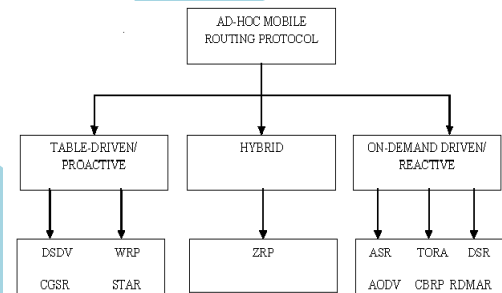 AD-HOC MOBILE
ROUTING PROTOCOL
TABLE-DRIVEN/
PROACTIVE
HYBRID
ON-DEMAND DRIVEN/
REACTIVE
DSDV WRP
CGSR STAR
ZRP
ASR TORA DSR
AODV CBRP RDMAR